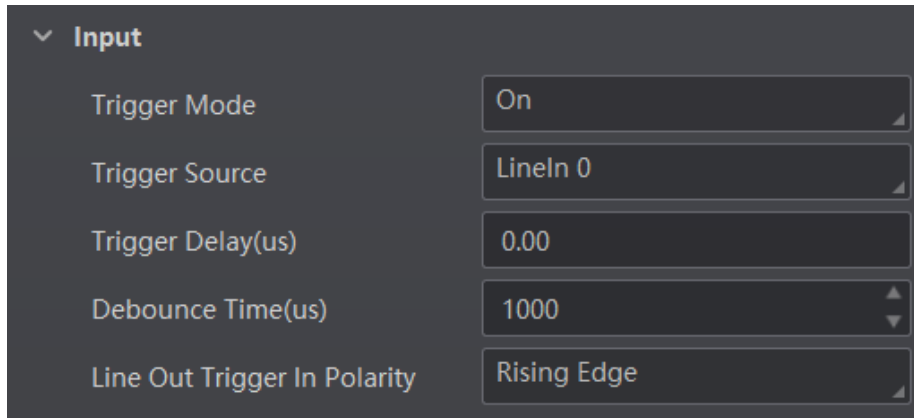 Input
Trigger Mode On
Trigger Source LineIn 0
Trigger Delay(us) 0.00
Debounce Time(us) 1000
Line Out Trigger In Polarity Rising Edge